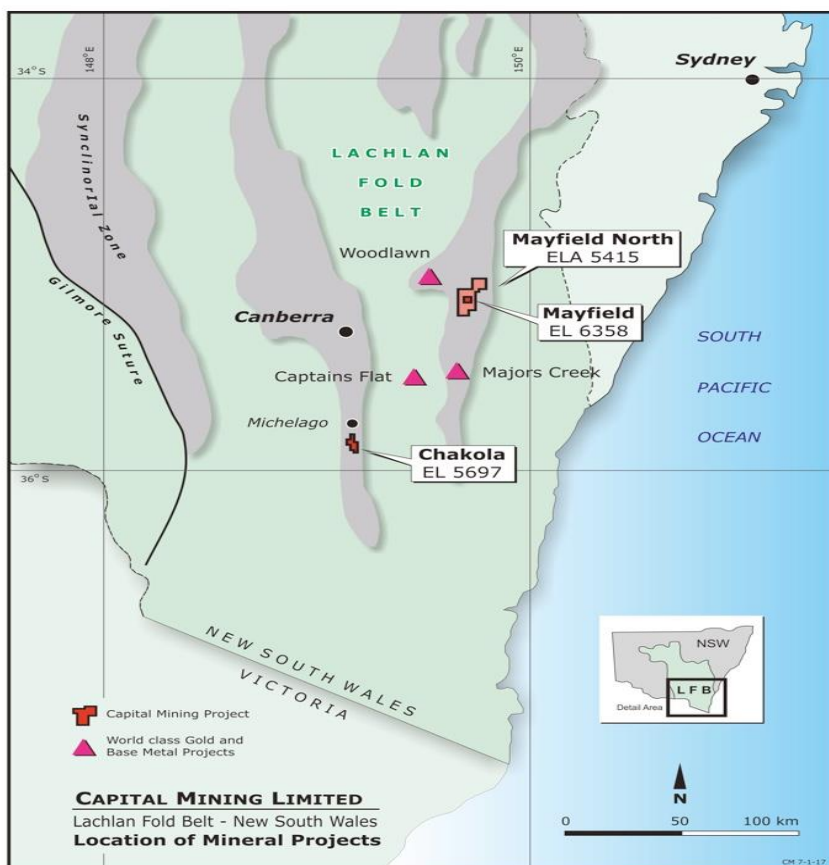 148°E
150°E
34°S
Sydney
Synclinorial Zone
LACHLAN
FOLD
BELT
Woodlawn
Mayfield North
ELA 5415
Gilmore Suture
Mayfield
EL 6358
Canberra
SOUTH
PACIFIC
OCEAN
Captains Flat
Majors Creek
Michelago
Chakola
EL 5697
36°S
NEW SOUTH WALES
VICTORIA
NSW
LFB
Detail Area
Capital Mining Project
World class Gold and
Base Metal Projects
CAPITAL MINING LIMITED
Lachlan Fold Belt - New South Wales
Location of Mineral Projects
N
0 50 100 km
CM 7-1-17